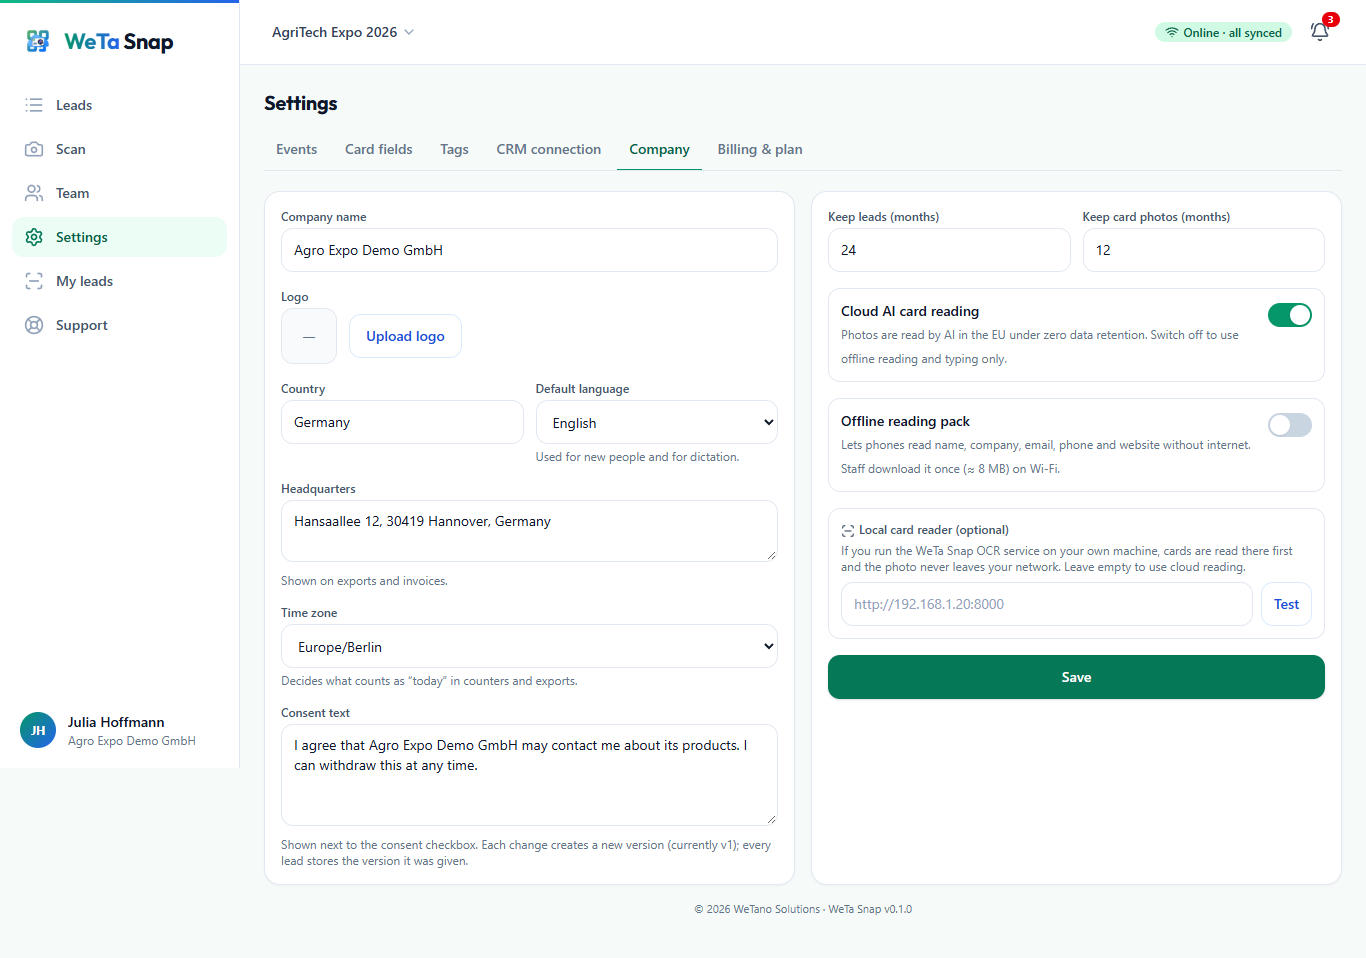 WeTa Snap
AgriTech Expo 2026
Online · all synced
3
Leads
Scan
Team
Settings
My leads
Support
JH
Julia Hoffmann
Agro Expo Demo GmbH
Settings
Events
Card fields
Tags
CRM connection
Company
Billing & plan
Company name
Agro Expo Demo GmbH
Logo
—
Upload logo
Country
Germany
Default language
English
Used for new people and for dictation.
Headquarters
Hansaallee 12, 30419 Hannover, Germany
Shown on exports and invoices.
Time zone
Europe/Berlin
Decides what counts as “today” in counters and exports.
Consent text
I agree that Agro Expo Demo GmbH may contact me about its products. I
can withdraw this at any time.
Shown next to the consent checkbox. Each change creates a new version (currently v1); every
lead stores the version it was given.
Keep leads (months)
24
Keep card photos (months)
12
Cloud AI card reading
Photos are read by AI in the EU under zero data retention. Switch off to use
offline reading and typing only.
Offline reading pack
Lets phones read name, company, email, phone and website without internet.
Staff download it once (≈ 8 MB) on Wi-Fi.
Local card reader (optional)
If you run the WeTa Snap OCR service on your own machine, cards are read there first
and the photo never leaves your network. Leave empty to use cloud reading.
http://192.168.1.20:8000
Test
Save
© 2026 WeTano Solutions · WeTa Snap v0.1.0